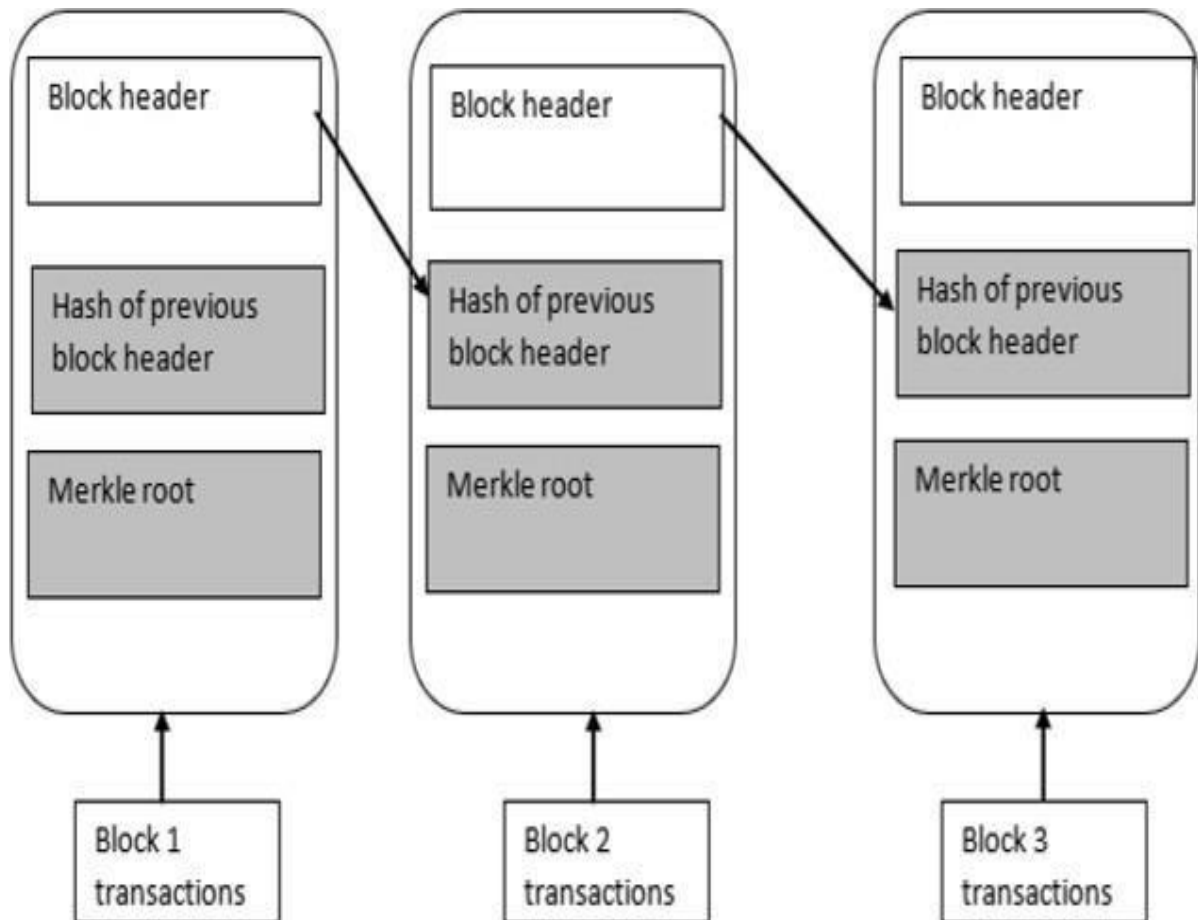 Block header
Block header
Block header
Hash of previous
block header
Hash of previous
block header
Hash of previous
block header
Merkle root
Merkle root
Merkle root
Block 1
transactions
Block 2
transactions
Block 3
transactions